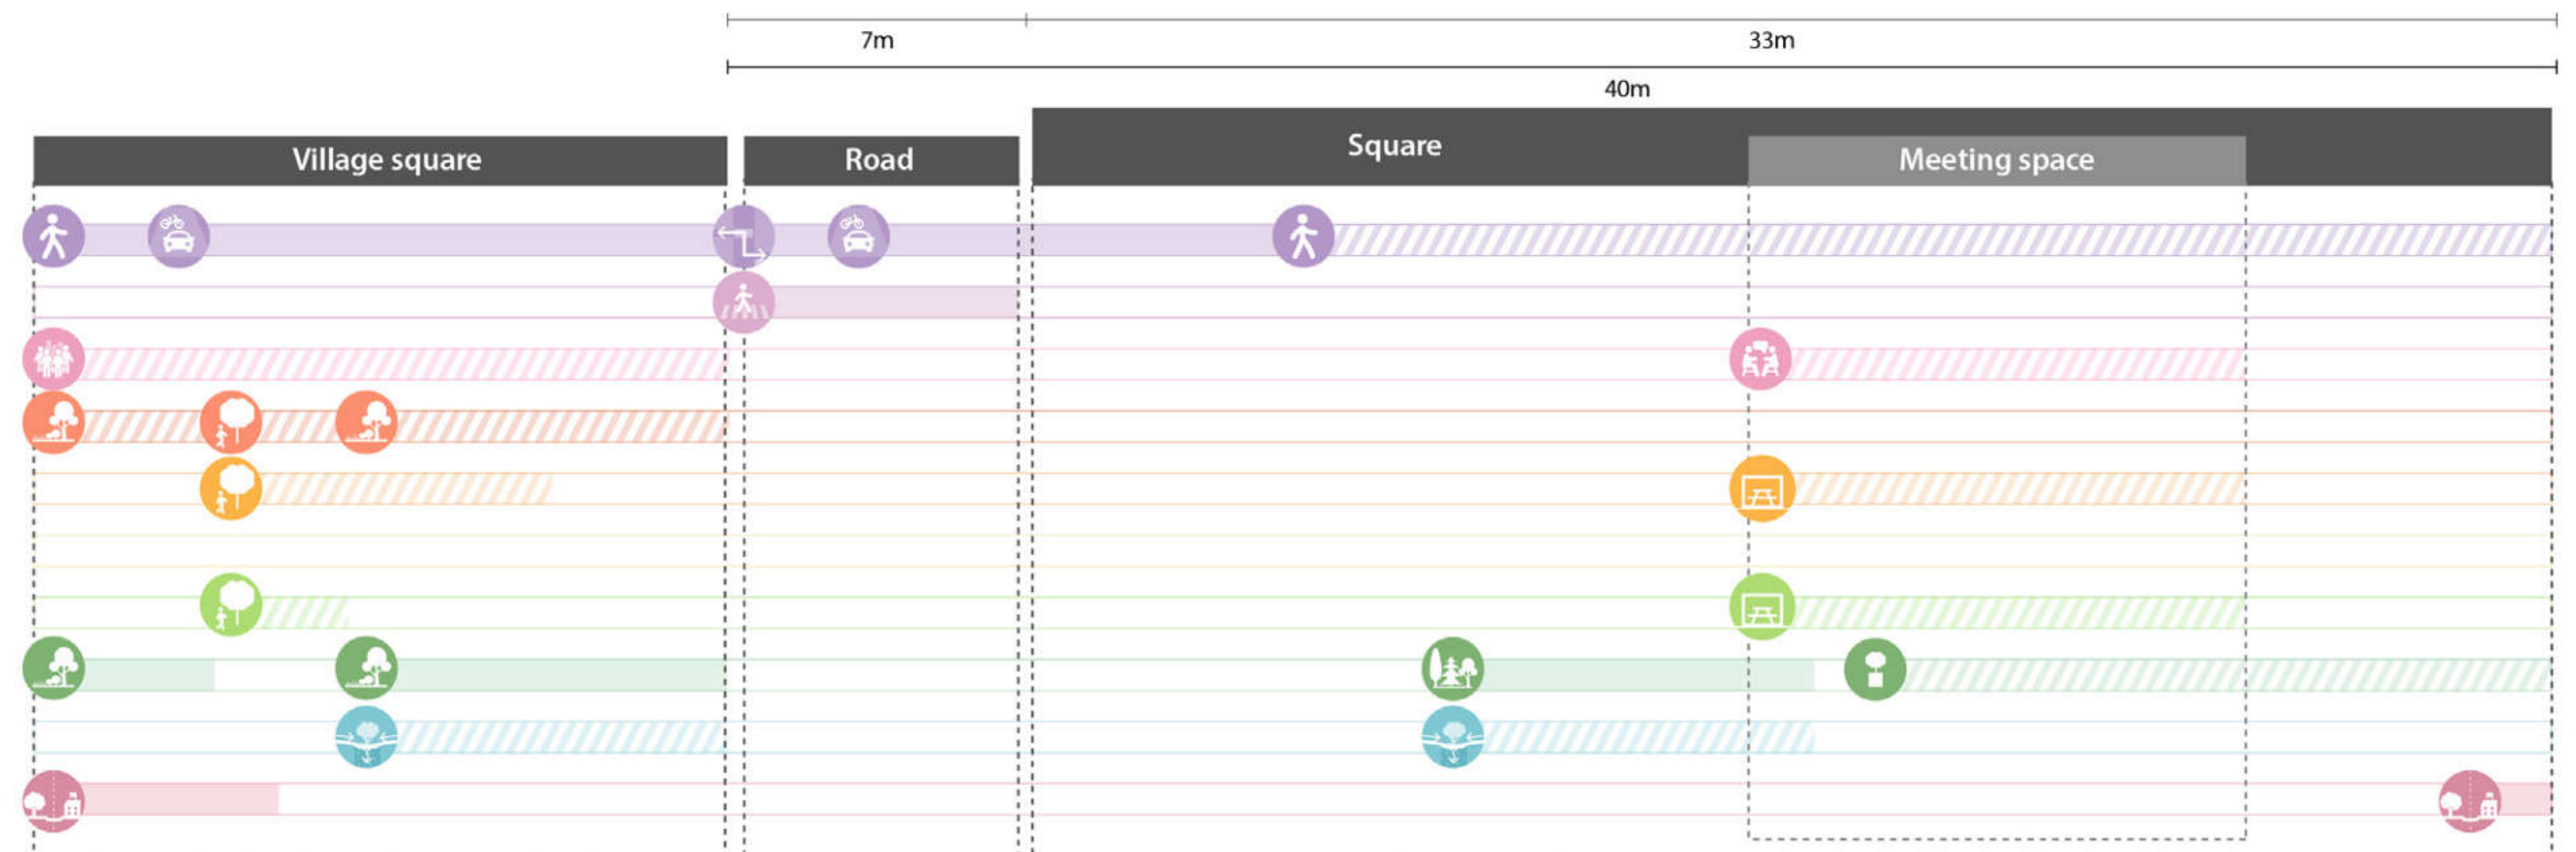 7m
33m
40m
Village square
Road
Square
Meeting space